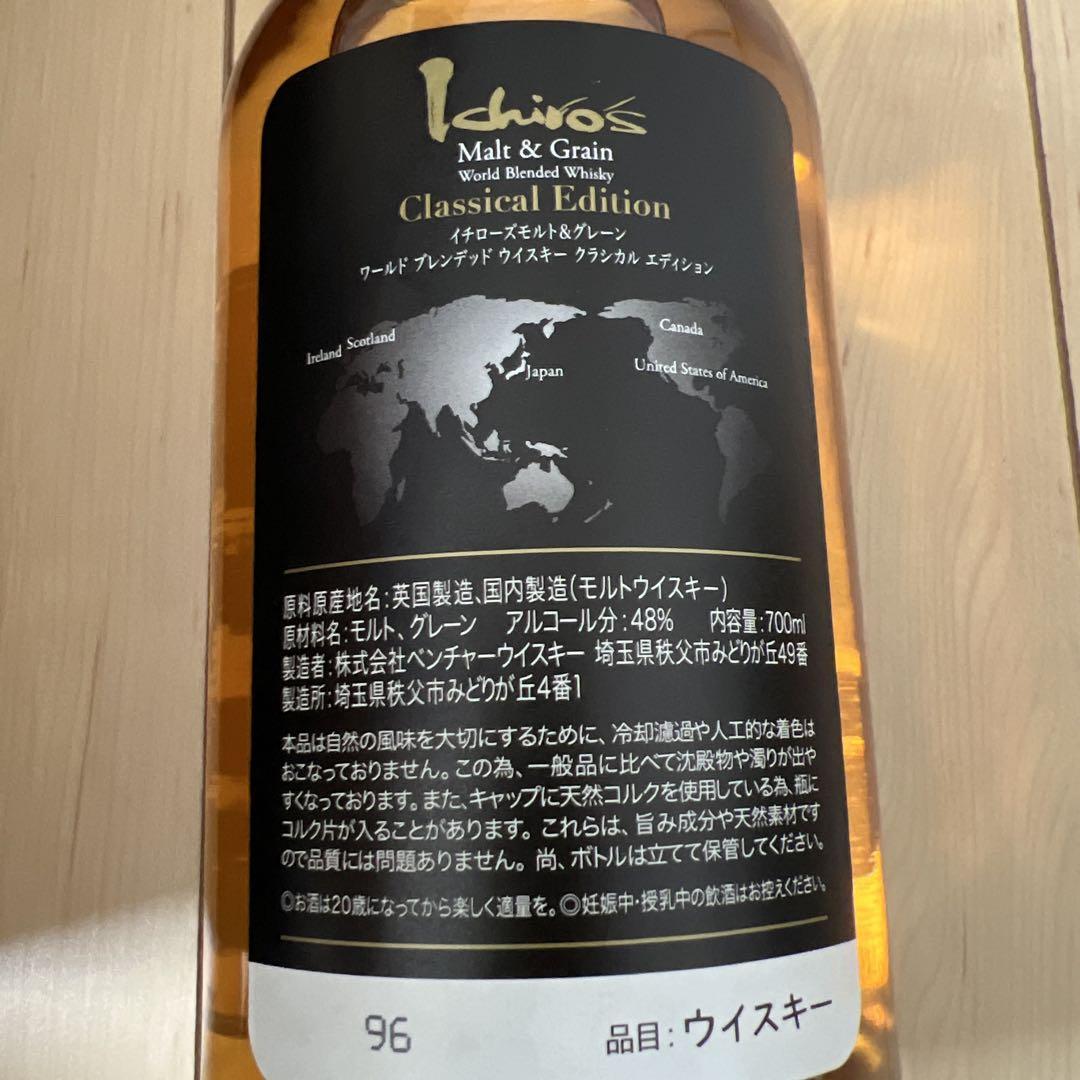 Ichiro's
Malt & Grain
World Blended Whisky
Classical Edition
イチローズモルト&グレーン
ワールド ブレンデッド ウイスキー クラシカル エディション
Ireland Scotland
Japan
Canada
United States of America
原料原産地名:英国製造、国内製造(モルトウイスキー)
原材料名:モルト、グレーン アルコール分:48% 内容量:700ml
製造者:株式会社ベンチャーウイスキー 埼玉県秩父市みどりが丘49番
製造所:埼玉県秩父市みどりが丘4番1
本品は自然の風味を大切にするために、冷却濾過や人工的な着色は
おこなっておりません。この為、一般品に比べて沈殿物や濁りが出や
すくなっております。また、キャップに天然コルクを使用している為、瓶に
コルク片が入ることがあります。これらは、旨み成分や天然素材です
ので品質には問題ありません。尚、ボトルは立てて保管してください。
◎お酒は20歳になってから楽しく適量を。◎妊娠中・授乳中の飲酒はお控えください。
96
品目:ウイスキー